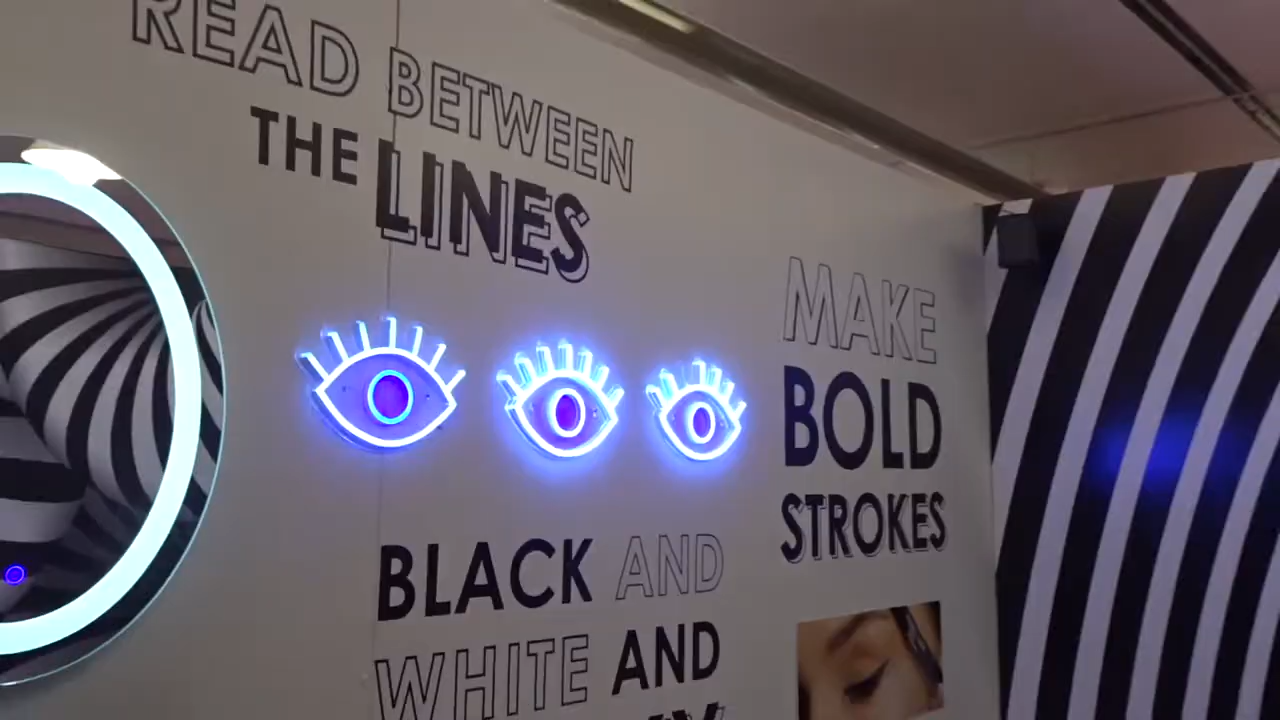 READ BETWEEN
THE LINES
MAKE
BOLD
STROKES
BLACK AND
WHITE AND